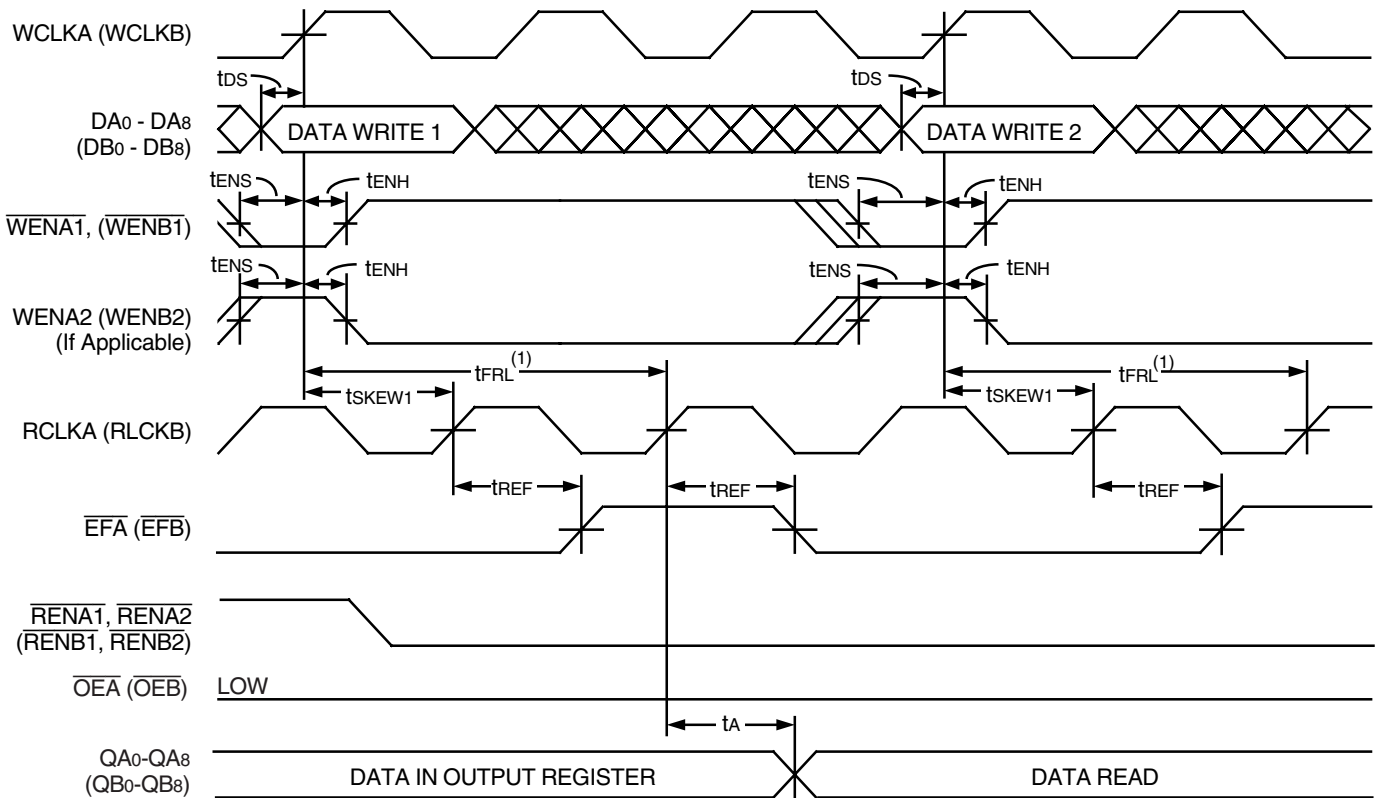 WCLKA (WCLKB)
tDS
tDS
DA0 - DA8
(DB0 - DB8)
DATA WRITE 1
DATA WRITE 2
tENS
tENH
tENS
tENH
WENA1, (WENB1)
tENS
tENH
tENS
tENH
WENA2 (WENB2)
(If Applicable)
tFRL(1)
tFRL(1)
tSKEW1
tSKEW1
RCLKA (RLCKB)
tREF
tREF
tREF
EFA (EFB)
RENA1, RENA2
(RENB1, RENB2)
OEA (OEB)
LOW
tA
QA0-QA8
(QB0-QB8)
DATA IN OUTPUT REGISTER
DATA READ